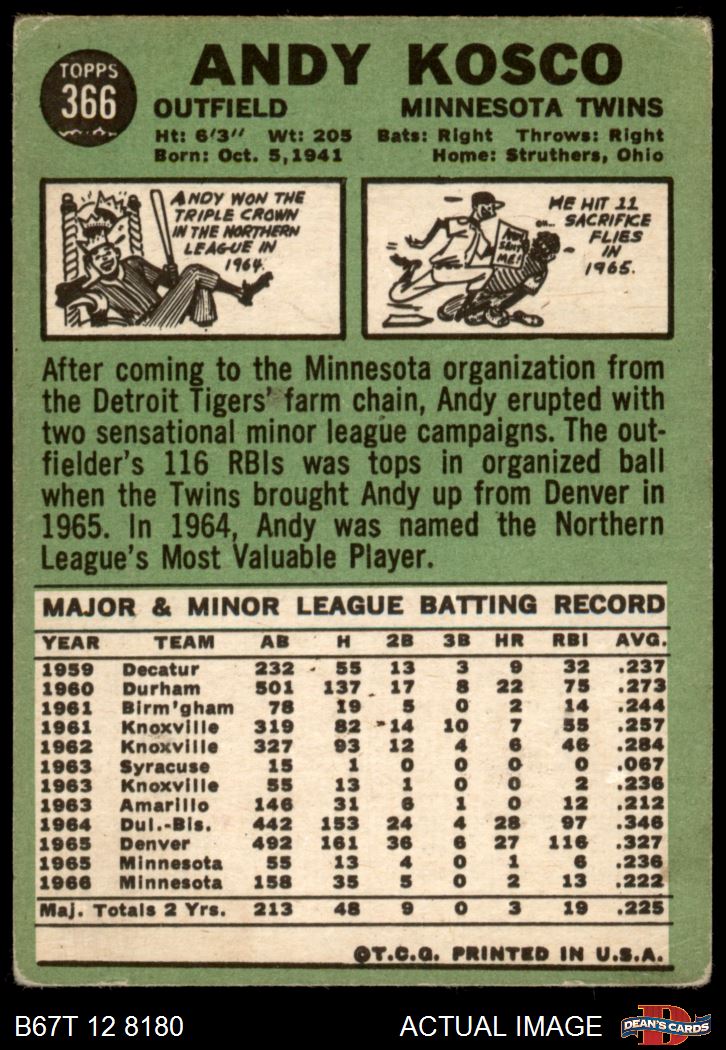 TOPPS
366
ANDY KOSCO
OUTFIELD MINNESOTA TWINS
Ht: 6'3" Wt: 205 Bats: Right Throws: Right
Born: Oct. 5, 1941 Home: Struthers, Ohio
ANDY WON THE
TRIPLE CROWN
IN THE NORTHERN
LEAGUE IN
1964.
HE HIT 11
SACRIFICE
FLIES
IN
1965.
ME!
After coming to the Minnesota organization from
the Detroit Tigers' farm chain, Andy erupted with
two sensational minor league campaigns. The out-
fielder's 116 RBIs was tops in organized ball
when the Twins brought Andy up from Denver in
1965. In 1964, Andy was named the Northern
League's Most Valuable Player.
MAJOR & MINOR LEAGUE BATTING RECORD
YEAR TEAM AB H 2B 3B HR RBI AVG.
1959 Decatur 232 55 13 3 9 32 .237
1960 Durham 501 137 17 8 22 75 .273
1961 Birm'gham 78 19 5 0 2 14 .244
1961 Knoxville 319 82 14 10 7 55 .257
1962 Knoxville 327 93 12 4 6 46 .284
1963 Syracuse 15 1 0 0 0 0 .067
1963 Knoxville 55 13 1 0 0 2 .236
1963 Amarillo 146 31 6 1 0 12 .212
1964 Dul.-Bis. 442 153 24 4 28 97 .346
1965 Denver 492 161 36 6 27 116 .327
1965 Minnesota 55 13 4 0 1 6 .236
1966 Minnesota 158 35 5 0 2 13 .222
Maj. Totals 2 Yrs. 213 48 9 0 3 19 .225
©T.C.G. PRINTED IN U.S.A.
B67T 12 8180 ACTUAL IMAGE
D
DEAN'S CARDS